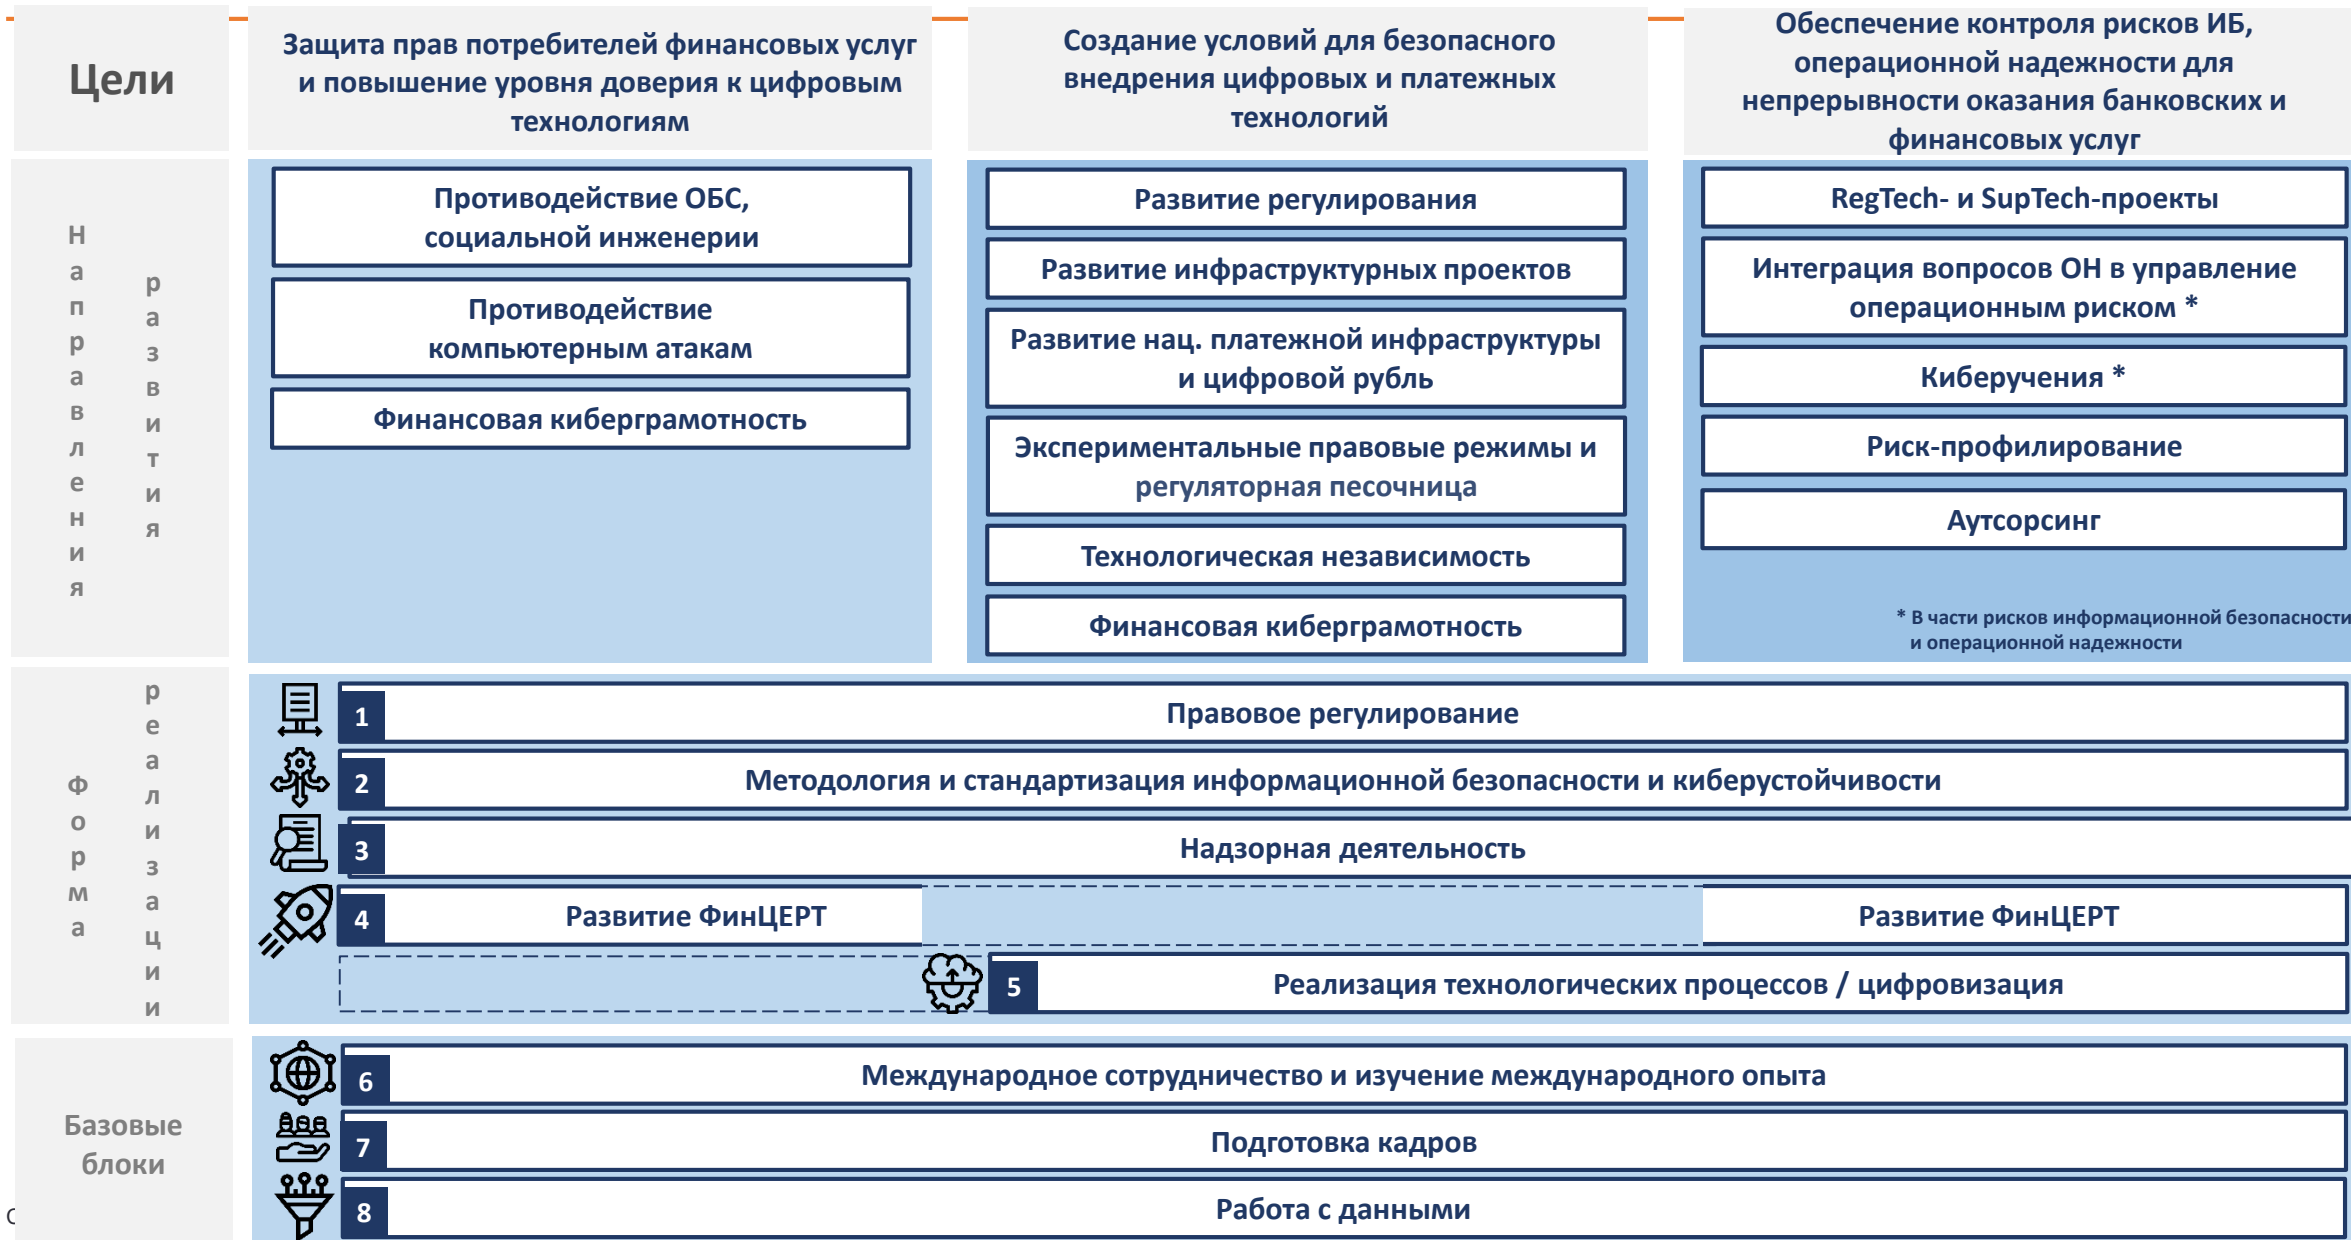 Цели
Защита прав потребителей финансовых услуг
и повышение уровня доверия к цифровым
технологиям
Создание условий для безопасного
внедрения цифровых и платежных
технологий
Обеспечение контроля рисков ИБ,
операционной надежности для
непрерывности оказания банковских и
финансовых услуг
Направления
развития
Противодействие ОБС,
социальной инженерии
Противодействие
компьютерным атакам
Финансовая киберграмотность
Развитие регулирования
Развитие инфраструктурных проектов
Развитие нац. платежной инфраструктуры
и цифровой рубль
Экспериментальные правовые режимы и
регуляторная песочница
Технологическая независимость
Финансовая киберграмотность
RegTech- и SupTech-проекты
Интеграция вопросов ОН в управление
операционным риском *
Киберучения *
Риск-профилирование
Аутсорсинг
* В части рисков информационной безопасности
и операционной надежности
Форма
реализации
1 Правовое регулирование
2 Методология и стандартизация информационной безопасности и киберустойчивости
3 Надзорная деятельность
4 Развитие ФинЦЕРТ Развитие ФинЦЕРТ
5 Реализация технологических процессов / цифровизация
Базовые
блоки
6 Международное сотрудничество и изучение международного опыта
7 Подготовка кадров
8 Работа с данными